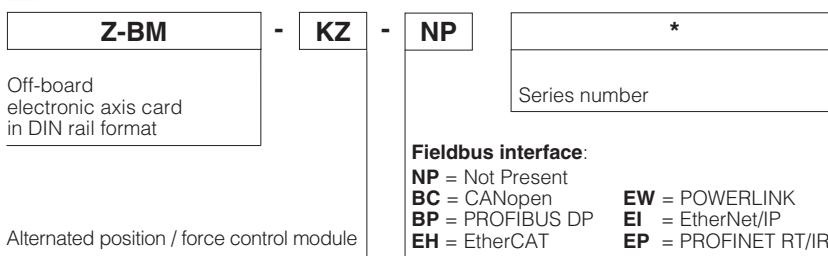 Z-BM - KZ - NP *
Off-board
electronic axis card
in DIN rail format
Series number
Alternated position / force control module
Fieldbus interface:
NP = Not Present
BC = CANopen EW = POWERLINK
BP = PROFIBUS DP EI = EtherNet/IP
EH = EtherCAT EP = PROFINET RT/IR